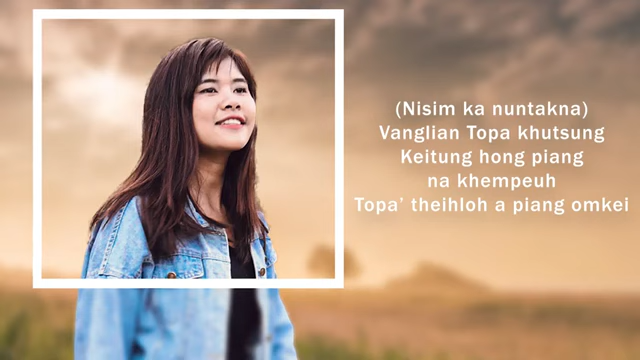 (Nisim ka nuntakna)
Vanglian Topa khutsung
Keitung hong piang
na khempeuh
Topa’ theihloh a piang omkei